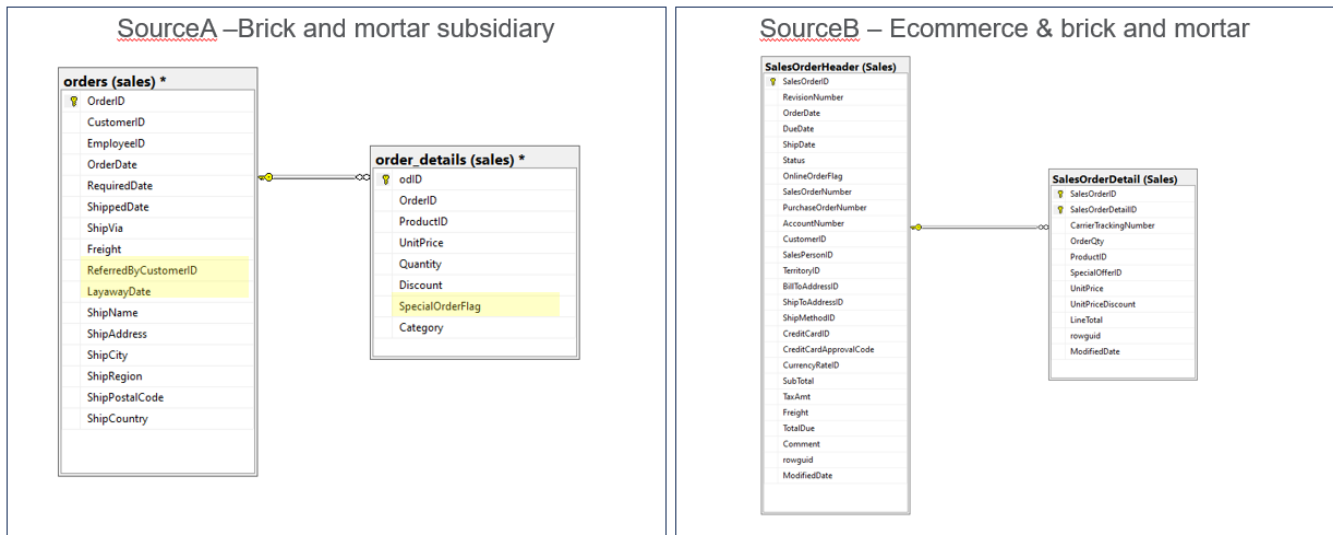 SourceA –Brick and mortar subsidiary
orders (sales) *
OrderID
CustomerID
EmployeeID
OrderDate
RequiredDate
ShippedDate
ShipVia
Freight
ReferredByCustomerID
LayawayDate
ShipName
ShipAddress
ShipCity
ShipRegion
ShipPostalCode
ShipCountry
order_details (sales) *
odID
OrderID
ProductID
UnitPrice
Quantity
Discount
SpecialOrderFlag
Category
SourceB – Ecommerce & brick and mortar
SalesOrderHeader (Sales)
SalesOrderID
RevisionNumber
OrderDate
DueDate
ShipDate
Status
OnlineOrderFlag
SalesOrderNumber
PurchaseOrderNumber
AccountNumber
CustomerID
SalesPersonID
TerritoryID
BillToAddressID
ShipToAddressID
ShipMethodID
CreditCardID
CreditCardApprovalCode
CurrencyRateID
SubTotal
TaxAmt
Freight
TotalDue
Comment
rowguid
ModifiedDate
SalesOrderDetail (Sales)
SalesOrderID
SalesOrderDetailID
CarrierTrackingNumber
OrderQty
ProductID
SpecialOfferID
UnitPrice
UnitPriceDiscount
LineTotal
rowguid
ModifiedDate